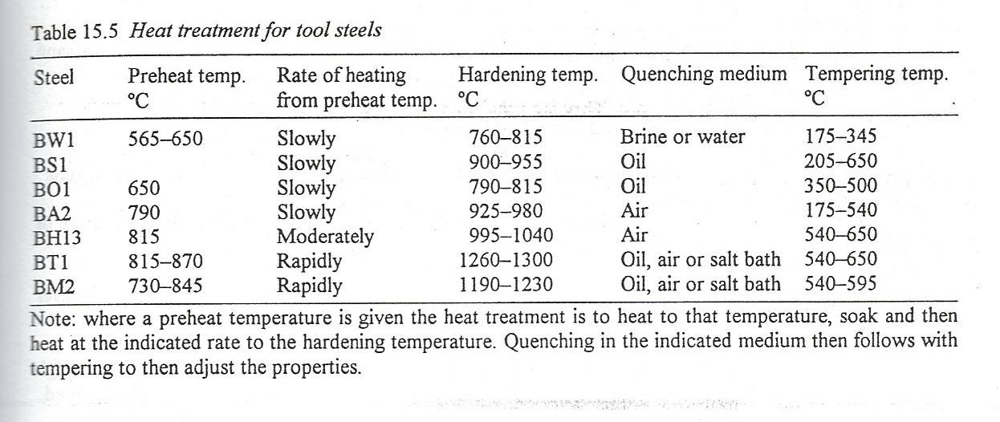 Table 15.5 Heat treatment for tool steels
Steel Preheat temp. Rate of heating Hardening temp. Quenching medium Tempering temp.
°C from preheat temp. °C °C
BW1 565–650 Slowly 760–815 Brine or water 175–345
BS1 Slowly 900–955 Oil 205–650
BO1 650 Slowly 790–815 Oil 350–500
BA2 790 Slowly 925–980 Air 175–540
BH13 815 Moderately 995–1040 Air 540–650
BT1 815–870 Rapidly 1260–1300 Oil, air or salt bath 540–650
BM2 730–845 Rapidly 1190–1230 Oil, air or salt bath 540–595
Note: where a preheat temperature is given the heat treatment is to heat to that temperature, soak and then
heat at the indicated rate to the hardening temperature. Quenching in the indicated medium then follows with
tempering to then adjust the properties.